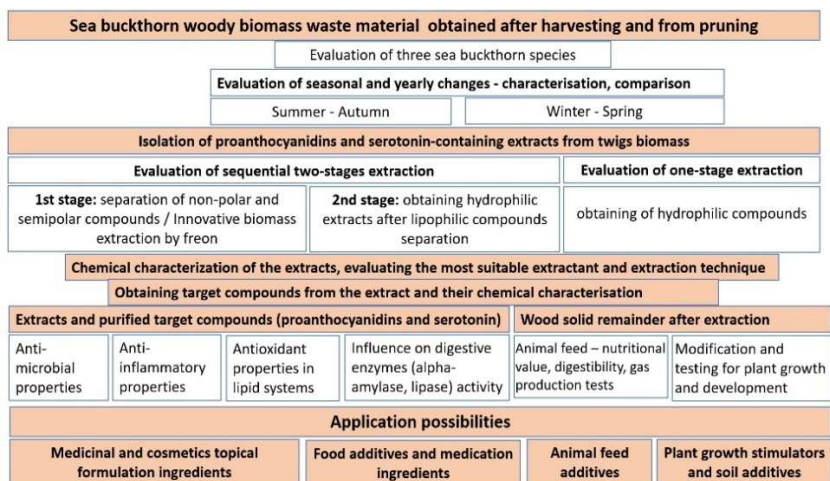 Sea buckthorn woody biomass waste material obtained after harvesting and from pruning
Evaluation of three sea buckthorn species
Evaluation of seasonal and yearly changes - characterisation, comparison
Summer - Autumn
Winter - Spring
Isolation of proanthocyanidins and serotonin-containing extracts from twigs biomass
Evaluation of sequential two-stages extraction
Evaluation of one-stage extraction
1st stage: separation of non-polar and
semipolar compounds / Innovative biomass
extraction by freon
2nd stage: obtaining hydrophilic
extracts after lipophilic compounds
separation
obtaining of hydrophilic compounds
Chemical characterization of the extracts, evaluating the most suitable extractant and extraction technique
Obtaining target compounds from the extract and their chemical characterisation
Extracts and purified target compounds (proanthocyanidins and serotonin)
Wood solid remainder after extraction
Anti-
microbial
properties
Anti-
inflammatory
properties
Antioxidant
properties in
lipid systems
Influence on digestive
enzymes (alpha-
amylase, lipase) activity
Animal feed – nutritional
value, digestibility, gas
production tests
Modification and
testing for plant growth
and development
Application possibilities
Medicinal and cosmetics topical
formulation ingredients
Food additives and medication
ingredients
Animal feed
additives
Plant growth stimulators
and soil additives